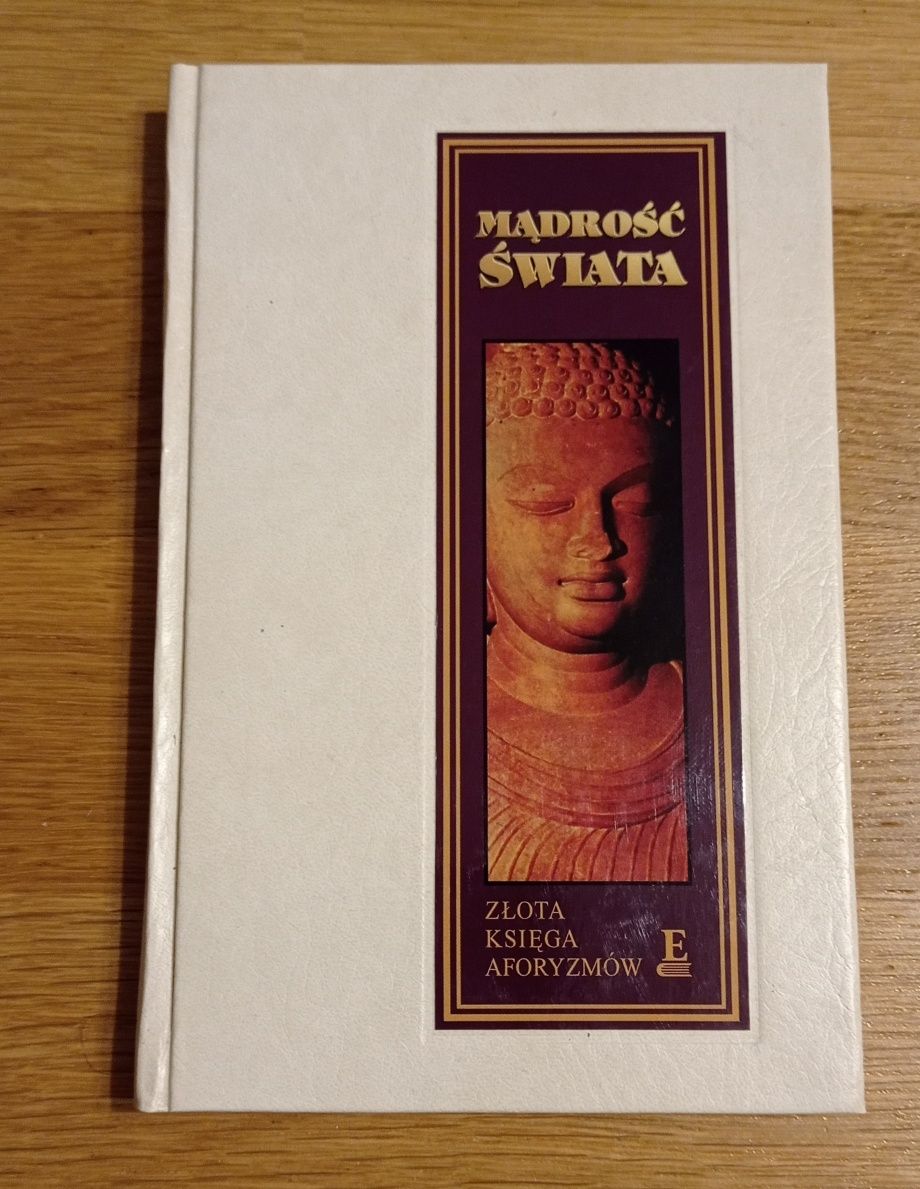 MĄDROŚĆ
ŚWIATA
ZŁOTA
KSIĘGA
AFORYZMÓW
E